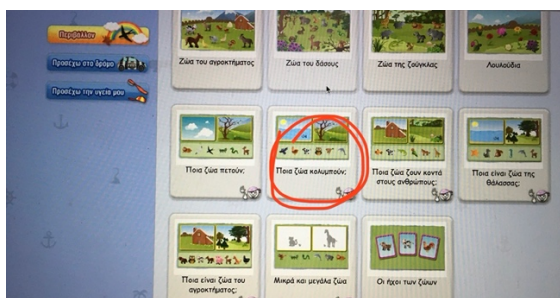 Περιβάλλον
Προσέχω στο δρόμο
Προσέχω την υγεία μου
Ζώα του αγροκτήματος
Ζώα του δάσους
Ζώα της ζούγκλας
Λουλούδια
Ποια ζώα πετούν;
Ποια ζώα κολυμπούν;
Ποια ζώα ζουν κοντά
στους ανθρώπους;
Ποια είναι ζώα της
θάλασσας;
Ποια είναι ζώα του
αγροκτήματος;
Μικρά και μεγάλα ζώα
Οι ήχοι των ζώων